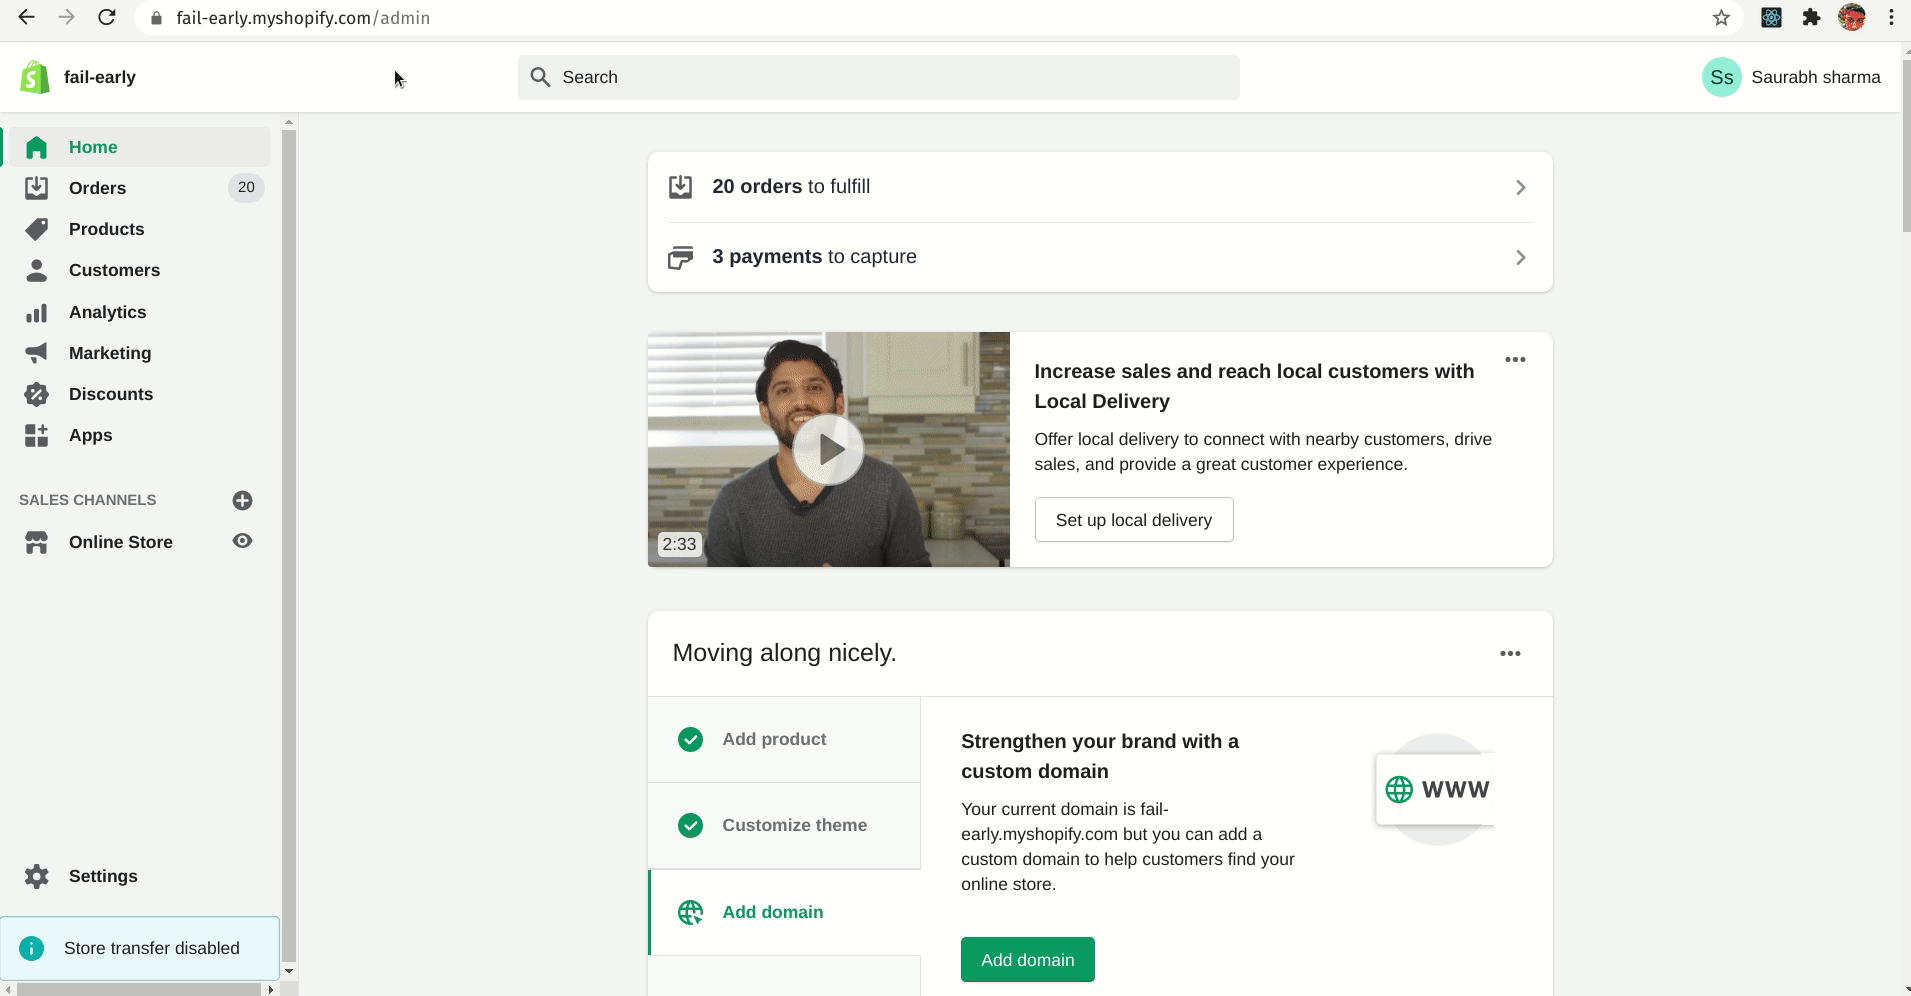 fail-early.myshopify.com/admin
fail-early
Search
Ss
Saurabh sharma
Home
Orders
20
Products
Customers
Analytics
Marketing
Discounts
Apps
SALES CHANNELS
Online Store
Settings
Store transfer disabled
20 orders to fulfill
3 payments to capture
2:33
Increase sales and reach local customers with
Local Delivery
Offer local delivery to connect with nearby customers, drive
sales, and provide a great customer experience.
Set up local delivery
Moving along nicely.
Add product
Customize theme
Add domain
Strengthen your brand with a
custom domain
Your current domain is fail-
early.myshopify.com but you can add a
custom domain to help customers find your
online store.
Add domain
WWW